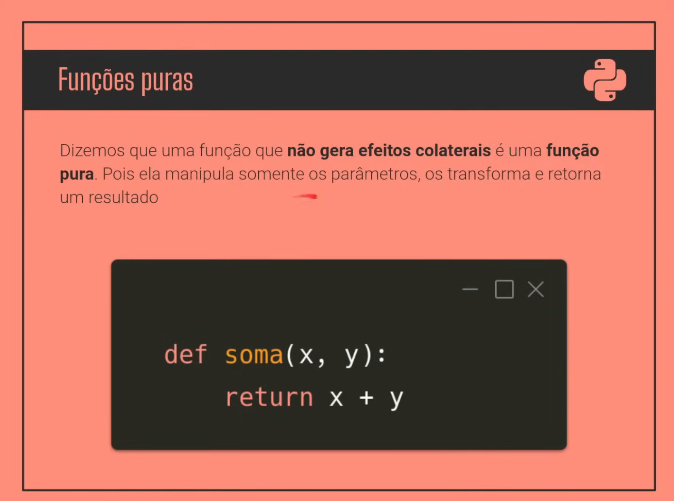 Funções puras
Dizemos que uma função que não gera efeitos colaterais é uma função
pura. Pois ela manipula somente os parâmetros, os transforma e retorna
um resultado
def soma(x, y):
    return x + y